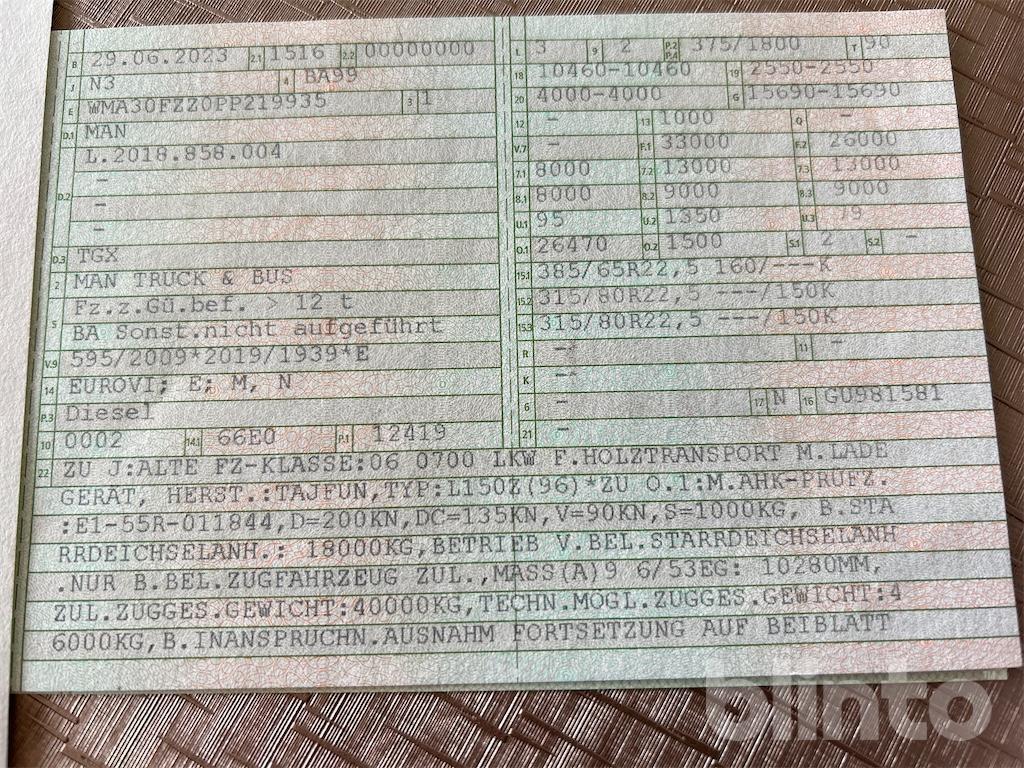 B 29.06.2023 2.1 1516 2.2 00000000
J N3 4 BA99
E WMA30FZZ0PP219935 3 1
D.1 MAN
L.2018.858.004
-
D.2 -
-
D.3 TGX
2 MAN TRUCK & BUS
Fz.z.Gü.bef. > 12 t
5 BA Sonst.nicht aufgeführt
V.9 595/2009*2019/1939*E
14 EUROVI; E; M, N
P.3 Diesel
10 0002 14.1 66E0 P.1 12419
L 3 9 2 P.2 P.4 375/1800 T 90
18 10460-10460 19 2550-2550
20 4000-4000 G 15690-15690
12 - 13 1000 Q -
V.7 - F.1 33000 F.2 26000
7.1 8000 7.2 13000 7.3 13000
8.1 8000 8.2 9000 8.3 9000
U.1 95 U.2 1350 U.3 79
O.1 26470 O.2 1500 S.1 2 S.2 -
15.1 385/65R22,5 160/---K
15.2 315/80R22,5 ---/150K
15.3 315/80R22,5 ---/150K
R - 11 -
K -
6 - 17 N 16 GU981581
21 -
22 ZU J:ALTE FZ-KLASSE:06 0700 LKW F.HOLZTRANSPORT M.LADE
GERÄT, HERST.:TAJFUN,TYP:L150Z(96)*ZU O.1:M.AHK-PRÜFZ.
:E1-55R-011844,D=200KN,DC=135KN,V=90KN,S=1000KG, B.STA
RRDEICHSELANH.: 18000KG,BETRIEB V.BEL.STARRDEICHSELANH
.NUR B.BEL.ZUGFAHRZEUG ZUL.,MASS(A)9 6/53EG: 10280MM,
ZUL.ZUGGES.GEWICHT:40000KG,TECHN.MÖGL.ZUGGES.GEWICHT:4
6000KG,B.INANSPRUCHN.AUSNAHM FORTSETZUNG AUF BEIBLATT
blinto